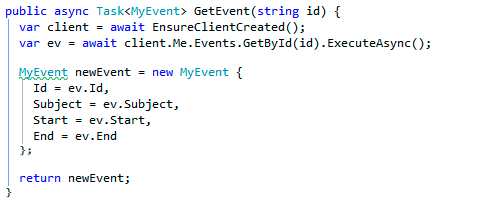 public async Task<MyEvent> GetEvent(string id) {
  var client = await EnsureClientCreated();
  var ev = await client.Me.Events.GetById(id).ExecuteAsync();

  MyEvent newEvent = new MyEvent {
    Id = ev.Id,
    Subject = ev.Subject,
    Start = ev.Start,
    End = ev.End
  };

  return newEvent;
}